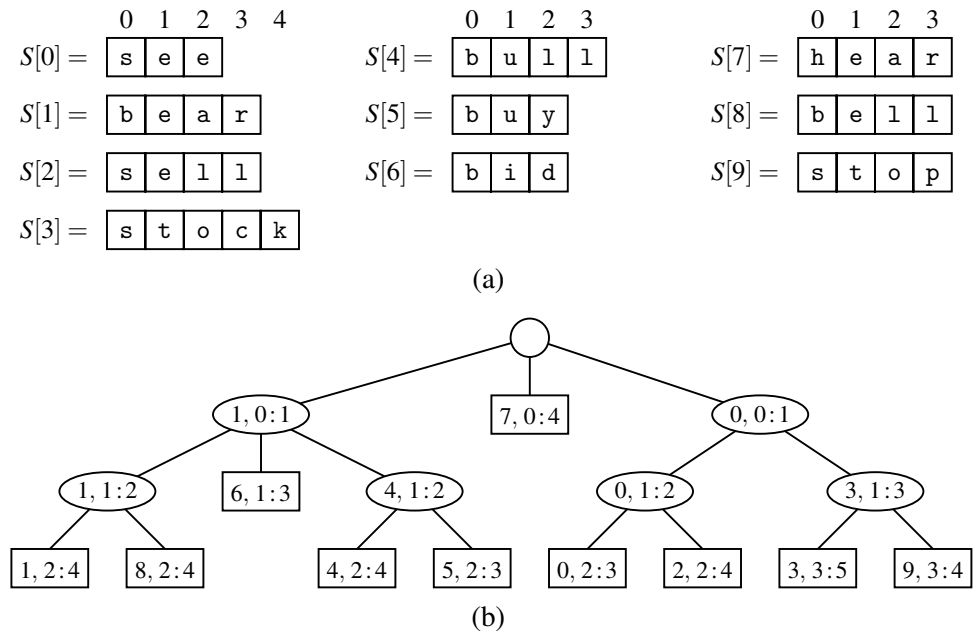 0 1 2 3 4 0 1 2 3 0 1 2 3
S[0] = s e e S[4] = b u l l S[7] = h e a r
S[1] = b e a r S[5] = b u y S[8] = b e l l
S[2] = s e l l S[6] = b i d S[9] = s t o p
S[3] = s t o c k
(a)
1, 0:1 7, 0:4 0, 0:1
1, 1:2 6, 1:3 4, 1:2 0, 1:2 3, 1:3
1, 2:4 8, 2:4 4, 2:4 5, 2:3 0, 2:3 2, 2:4 3, 3:5 9, 3:4
(b)